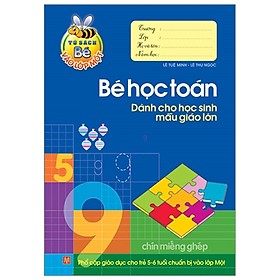 TỦ SÁCH
Bé
VÀO LỚP MỘT
Trường:
Lớp:
Họ và tên:
Năm học:
LÊ TUỆ MINH - LÊ THU NGỌC
Bé học toán
Dành cho học sinh
mẫu giáo lớn
5
9
9
chín miếng ghép
Phổ cập giáo dục cho trẻ 5-6 tuổi chuẩn bị vào lớp Một